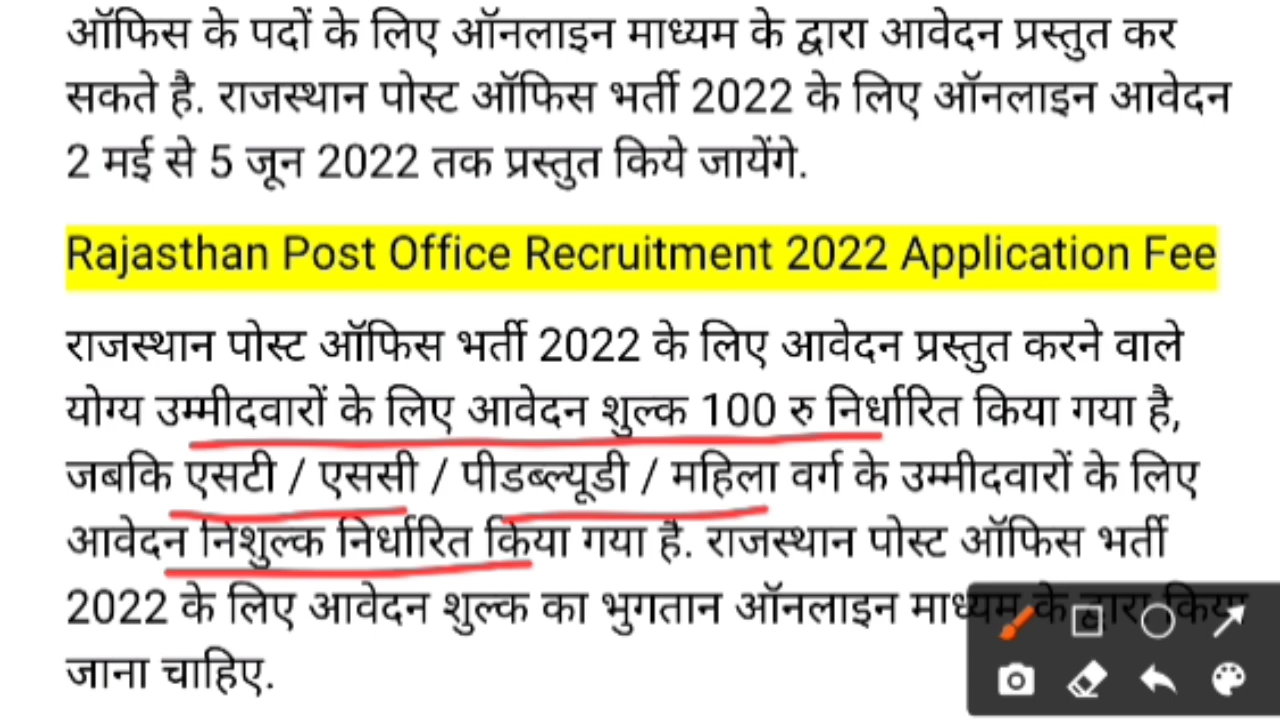 ऑफिस के पदों के लिए ऑनलाइन माध्यम के द्वारा आवेदन प्रस्तुत कर
सकते है. राजस्थान पोस्ट ऑफिस भर्ती 2022 के लिए ऑनलाइन आवेदन
2 मई से 5 जून 2022 तक प्रस्तुत किये जायेंगे.
Rajasthan Post Office Recruitment 2022 Application Fee
राजस्थान पोस्ट ऑफिस भर्ती 2022 के लिए आवेदन प्रस्तुत करने वाले
योग्य उम्मीदवारों के लिए आवेदन शुल्क 100 रु निर्धारित किया गया है,
जबकि एसटी / एससी / पीडब्ल्यूडी / महिला वर्ग के उम्मीदवारों के लिए
आवेदन निशुल्क निर्धारित किया गया है. राजस्थान पोस्ट ऑफिस भर्ती
2022 के लिए आवेदन शुल्क का भुगतान ऑनलाइन माध्यम के द्वारा किया
जाना चाहिए.